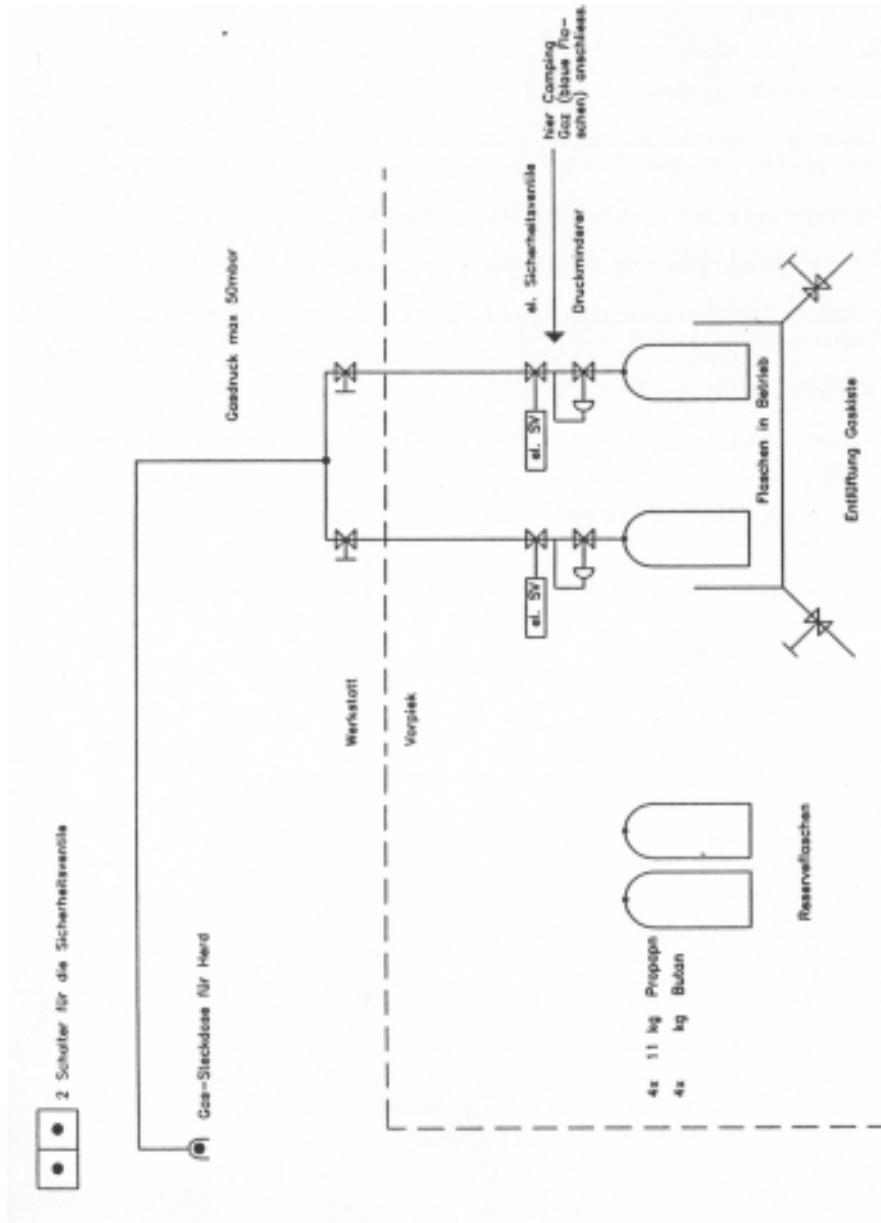 2 Schalter für die Sicherheitsventile
Gas-Steckdose für Herd
Gasdruck max 50mbar
Werkstatt
Vorpiek
hier Camping
Gaz (blaue Fla-
schen) anschliess.
el. Sicherheitsventile
Druckminderer
el. SV
el. SV
4x 11 kg Propapn
4x kg Butan
Flaschen in Betrieb
Reserveflaschen
Entlüftung Gaskiste